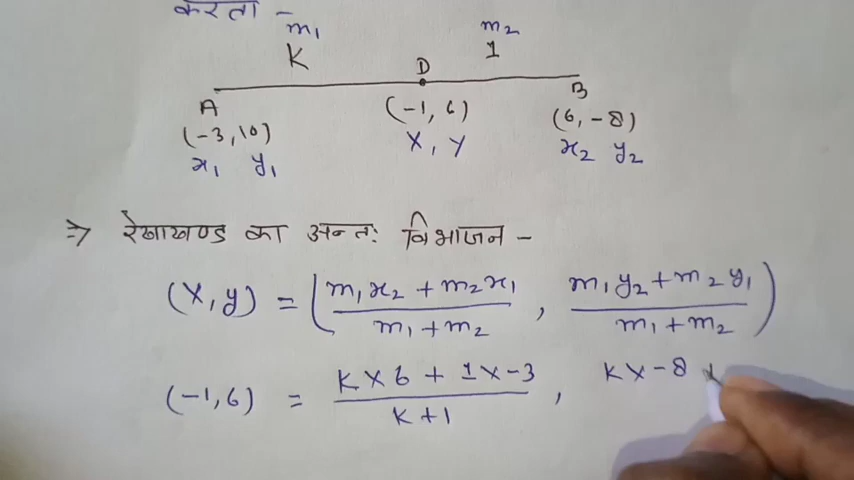 करता -
m₁ m₂
K 1
A D B
(-3, 10) (-1, 6) (6, -8)
x₁ y₁ X, Y x₂ y₂
⇒ रेखाखण्ड का अन्तः विभाजन -
(X, y) = (m₁x₂ + m₂x₁ / m₁ + m₂ , m₁y₂ + m₂y₁ / m₁ + m₂)
(-1, 6) = K×6 + 1×-3 / K+1 , K×-8